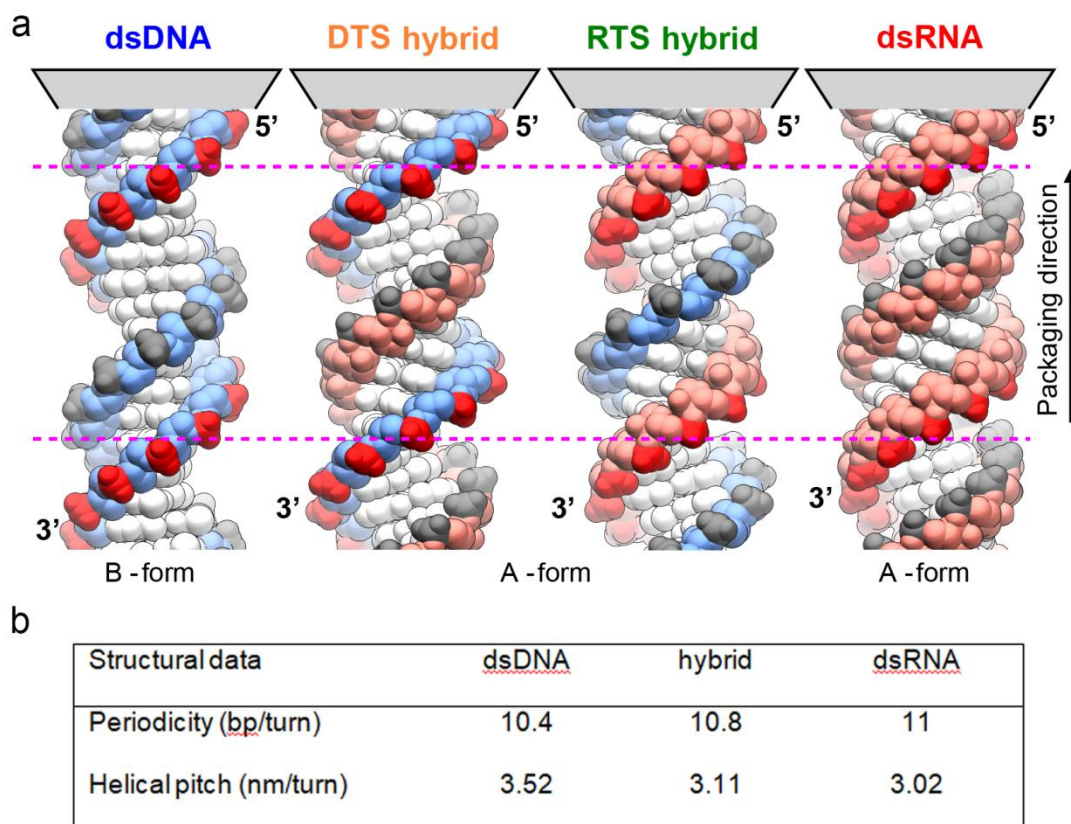 a
dsDNA DTS hybrid RTS hybrid dsRNA
5’ 5’ 5’ 5’
Packaging direction
3’ 3’ 3’ 3’
B -form A -form A -form
b
Structural data dsDNA hybrid dsRNA
Periodicity (bp/turn) 10.4 10.8 11
Helical pitch (nm/turn) 3.52 3.11 3.02